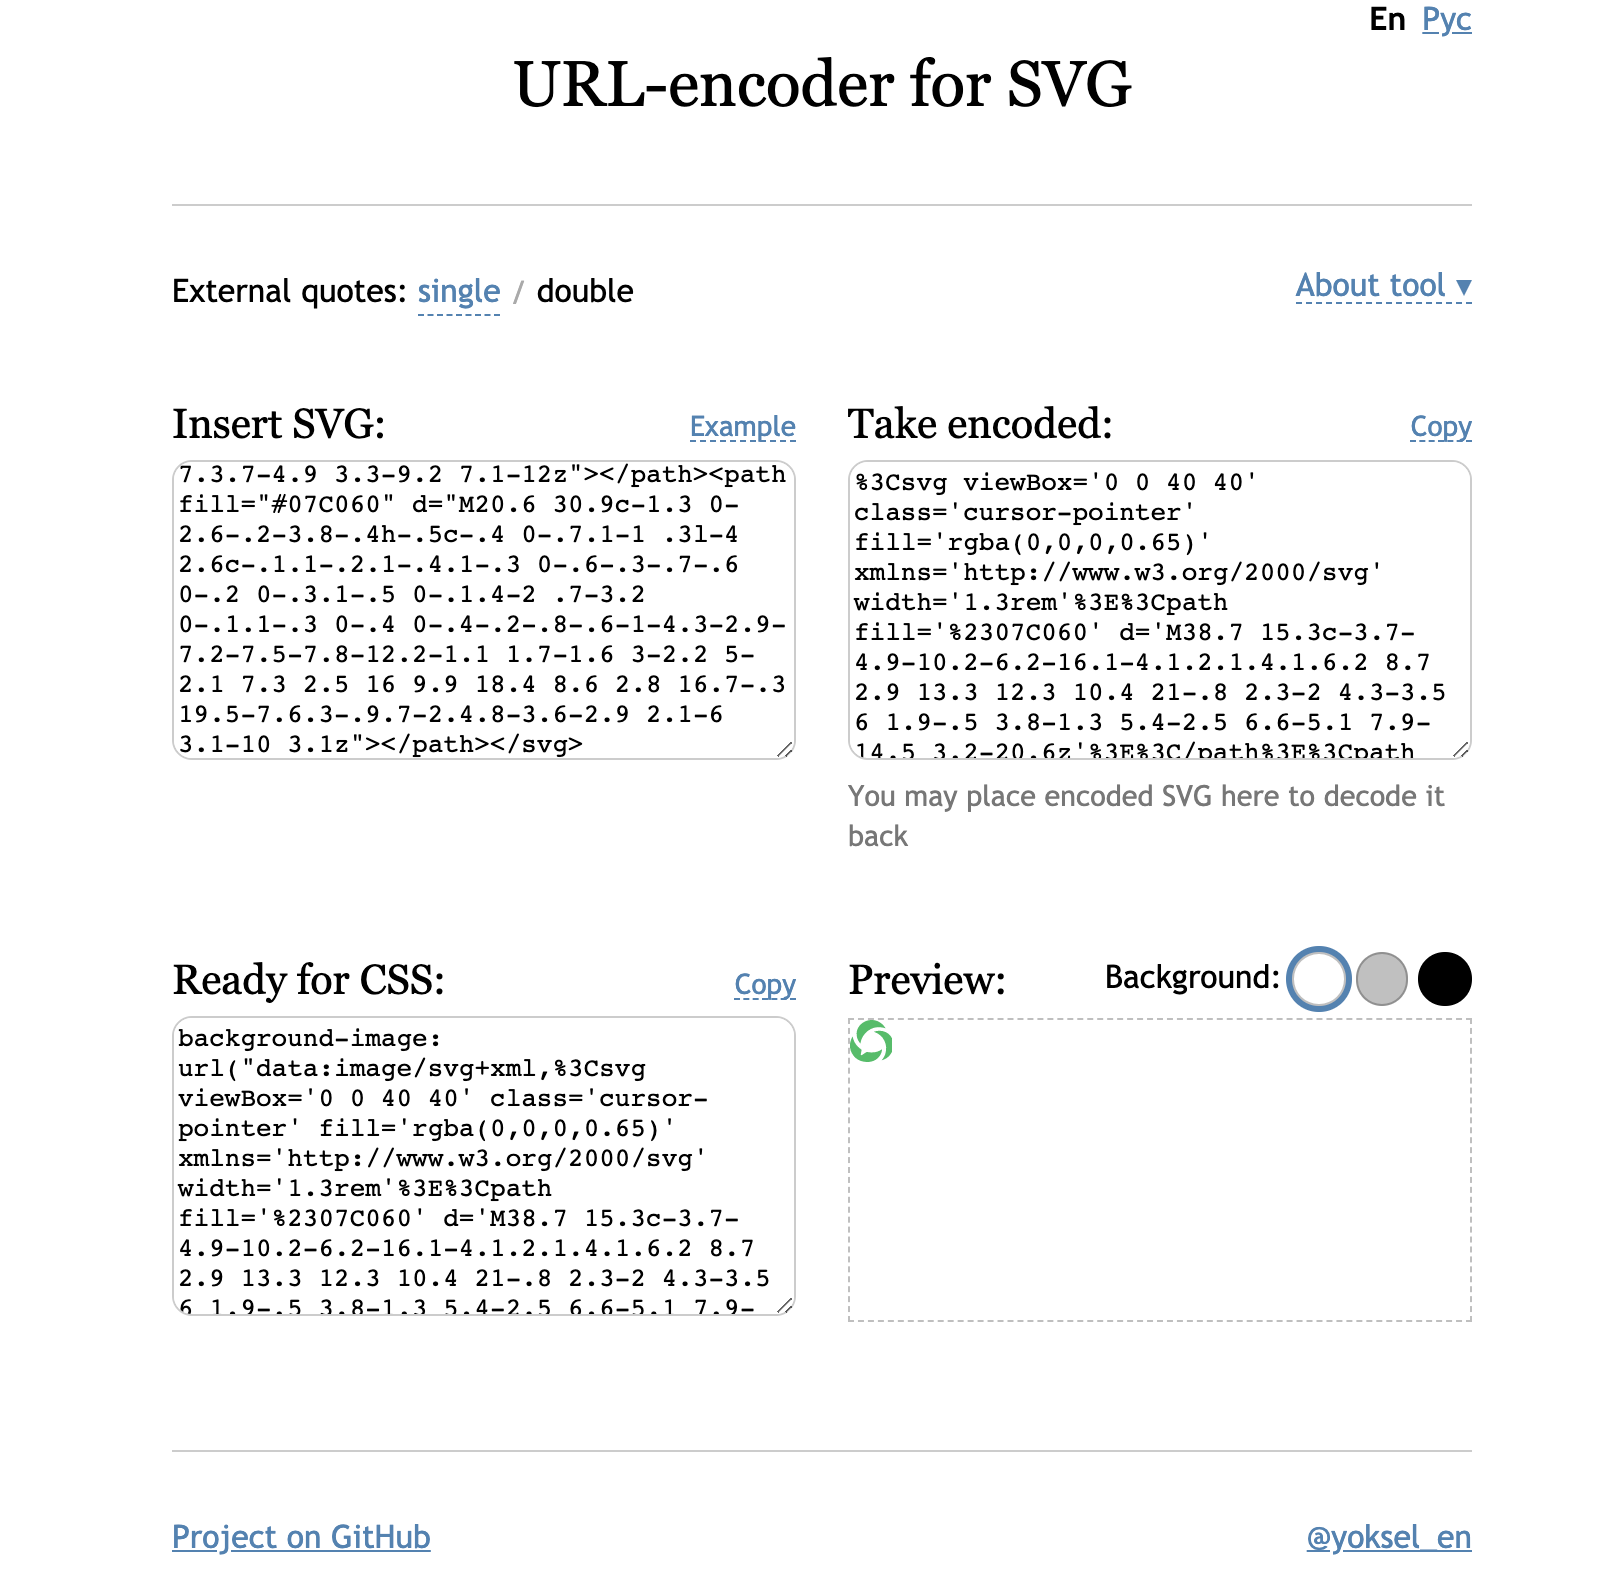 En Рус
URL-encoder for SVG
External quotes: single / double
About tool ▼
Insert SVG:
Example
7.3.7-4.9 3.3-9.2 7.1-12z"></path><path
fill="#07C060" d="M20.6 30.9c-1.3 0-
2.6-.2-3.8-.4h-.5c-.4 0-.7.1-1 .3l-4
2.6c-.1.1-.2.1-.4.1-.3 0-.6-.3-.7-.6
0-.2 0-.3.1-.5 0-.1.4-2 .7-3.2
0-.1.1-.3 0-.4 0-.4-.2-.8-.6-1-4.3-2.9-
7.2-7.5-7.8-12.2-1.1 1.7-1.6 3-2.2 5-
2.1 7.3 2.5 16 9.9 18.4 8.6 2.8 16.7-.3
19.5-7.6.3-.9.7-2.4.8-3.6-2.9 2.1-6
3.1-10 3.1z"></path></svg>
Take encoded:
Copy
%3Csvg viewBox='0 0 40 40'
class='cursor-pointer'
fill='rgba(0,0,0,0.65)'
xmlns='http://www.w3.org/2000/svg'
width='1.3rem'%3E%3Cpath
fill='%2307C060' d='M38.7 15.3c-3.7-
4.9-10.2-6.2-16.1-4.1.2.1.4.1.6.2 8.7
2.9 13.3 12.3 10.4 21-.8 2.3-2 4.3-3.5
6 1.9-.5 3.8-1.3 5.4-2.5 6.6-5.1 7.9-
14.5 3.2-20.6z'%3E%3C/path%3E%3Cpath
You may place encoded SVG here to decode it
back
Ready for CSS:
Copy
background-image:
url("data:image/svg+xml,%3Csvg
viewBox='0 0 40 40' class='cursor-
pointer' fill='rgba(0,0,0,0.65)'
xmlns='http://www.w3.org/2000/svg'
width='1.3rem'%3E%3Cpath
fill='%2307C060' d='M38.7 15.3c-3.7-
4.9-10.2-6.2-16.1-4.1.2.1.4.1.6.2 8.7
2.9 13.3 12.3 10.4 21-.8 2.3-2 4.3-3.5
6 1.9-.5 3.8-1.3 5.4-2.5 6.6-5.1 7.9-
Preview:
Background:
Project on GitHub
@yoksel_en